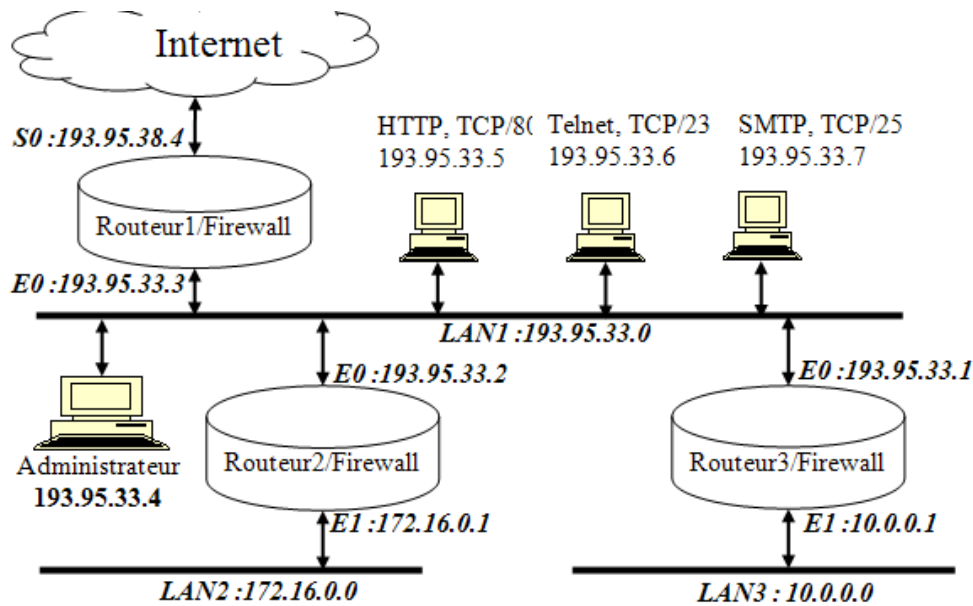 Internet
S0 :193.95.38.4
HTTP, TCP/80
193.95.33.5
Telnet, TCP/23
193.95.33.6
SMTP, TCP/25
193.95.33.7
Routeur1/Firewall
E0 :193.95.33.3
LAN1 :193.95.33.0
E0 :193.95.33.2
E0 :193.95.33.1
Administrateur
193.95.33.4
Routeur2/Firewall
Routeur3/Firewall
E1 :172.16.0.1
E1 :10.0.0.1
LAN2 :172.16.0.0
LAN3 : 10.0.0.0